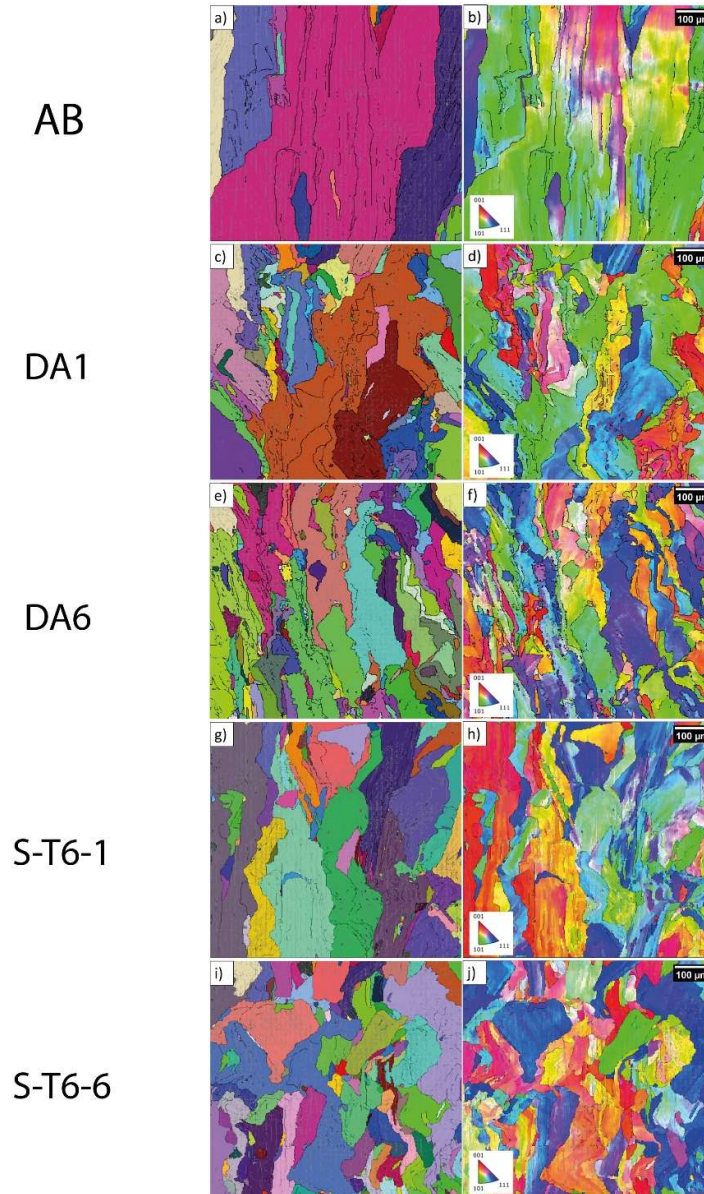 a)
b)
100 µm
AB
001
101
111
c)
d)
100 µm
DA1
001
101
111
e)
f)
100 µm
DA6
001
101
111
g)
h)
100 µm
S-T6-1
001
101
111
i)
j)
100 µm
S-T6-6
001
101
111